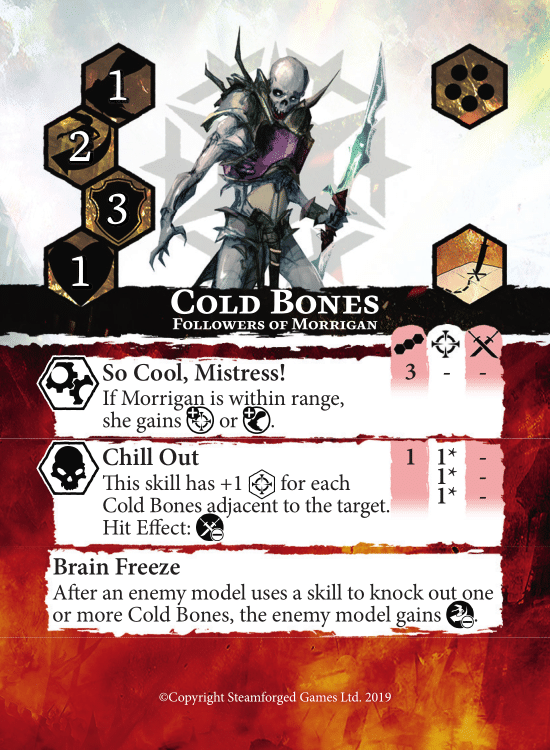 1
2
3
1
Cold Bones
Followers of Morrigan
So Cool, Mistress!
3 - -
If Morrigan is within range,
she gains or .
Chill Out
1 1* -
This skill has +1 for each
1* -
Cold Bones adjacent to the target.
1* -
Hit Effect:
Brain Freeze
After an enemy model uses a skill to knock out one
or more Cold Bones, the enemy model gains .
©Copyright Steamforged Games Ltd. 2019